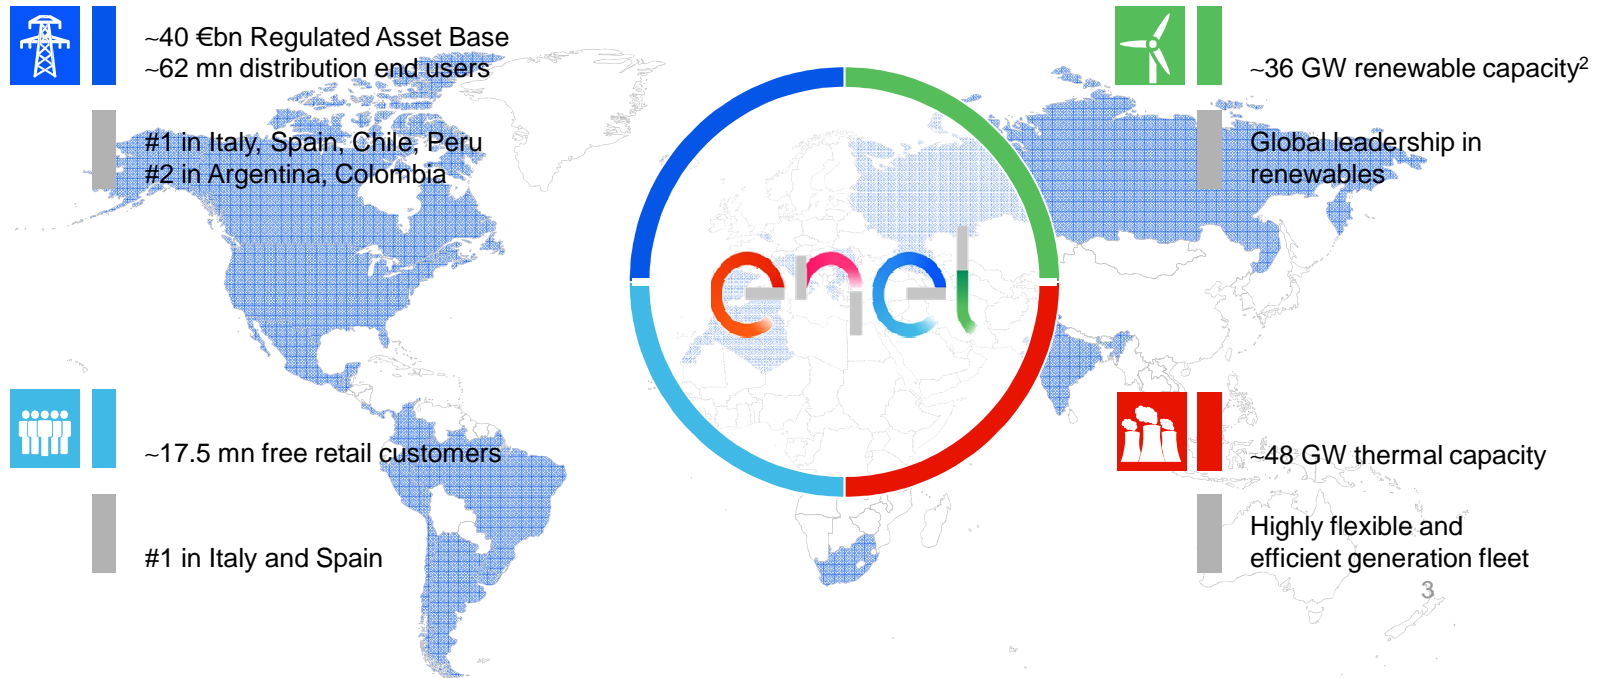 ~40 €bn Regulated Asset Base
~62 mn distribution end users
#1 in Italy, Spain, Chile, Peru
#2 in Argentina, Colombia
~36 GW renewable capacity²
Global leadership in
renewables
enel
~17.5 mn free retail customers
#1 in Italy and Spain
~48 GW thermal capacity
Highly flexible and
efficient generation fleet
3